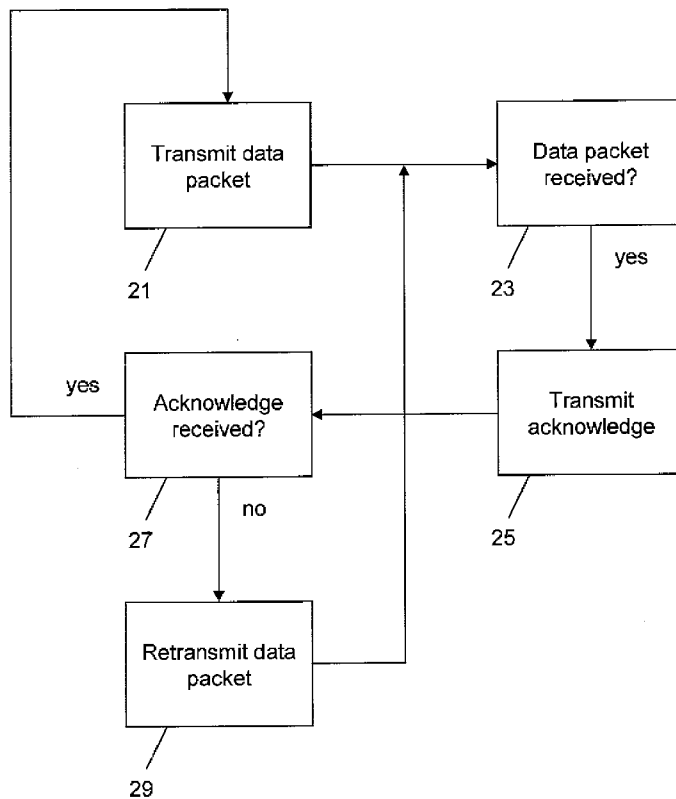 Transmit data
packet
21
Data packet
received?
23
yes
Transmit
acknowledge
25
Acknowledge
received?
27
yes
no
Retransmit data
packet
29